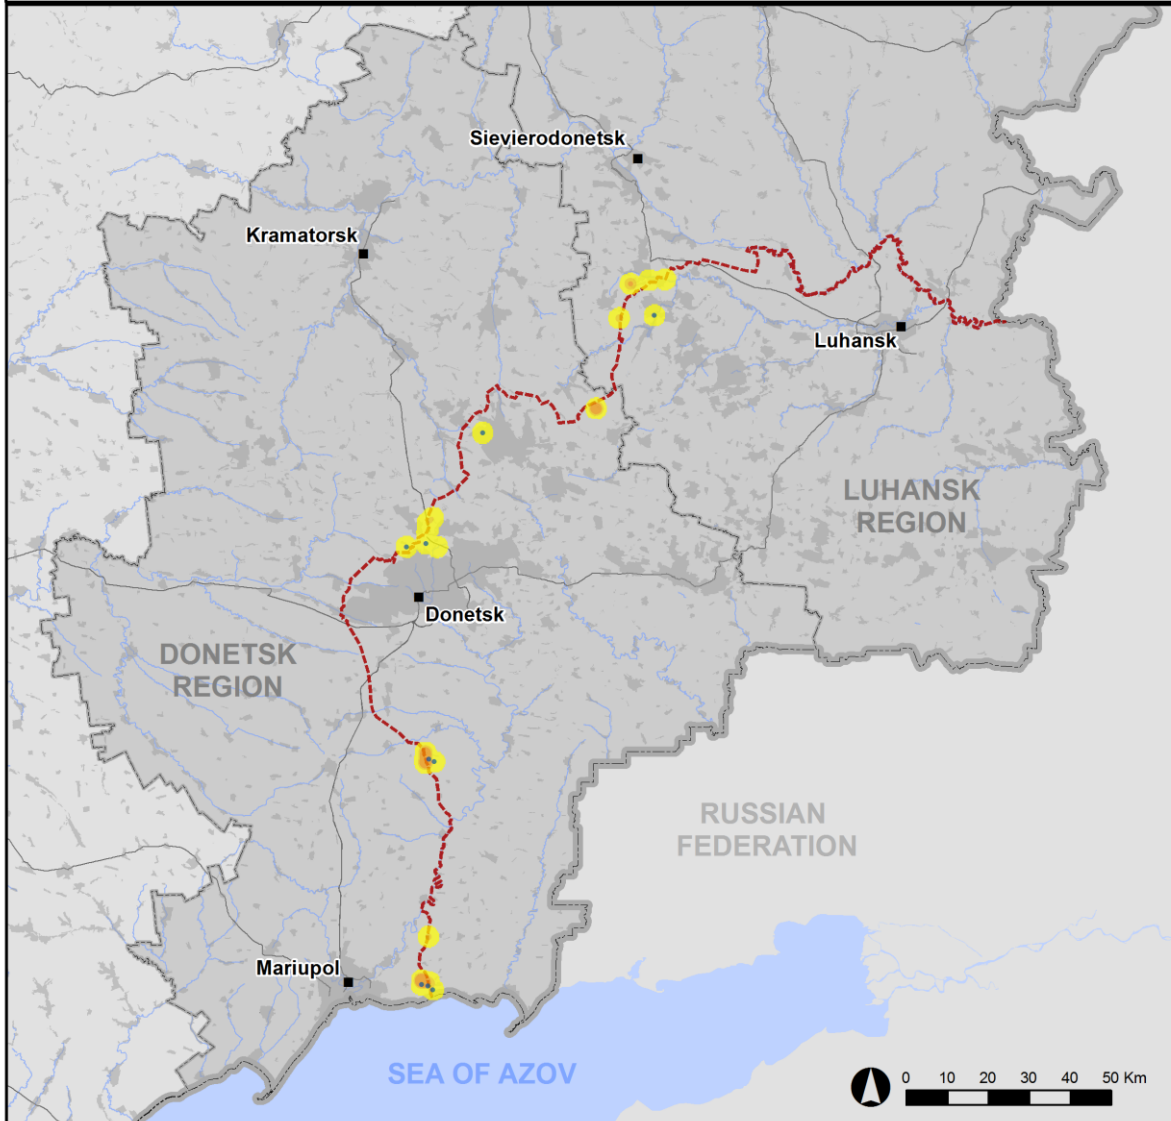 Sievierodonetsk
Kramatorsk
Luhansk
LUHANSK
REGION
Donetsk
DONETSK
REGION
RUSSIAN
FEDERATION
Mariupol
SEA OF AZOV
0 10 20 30 40 50 Km